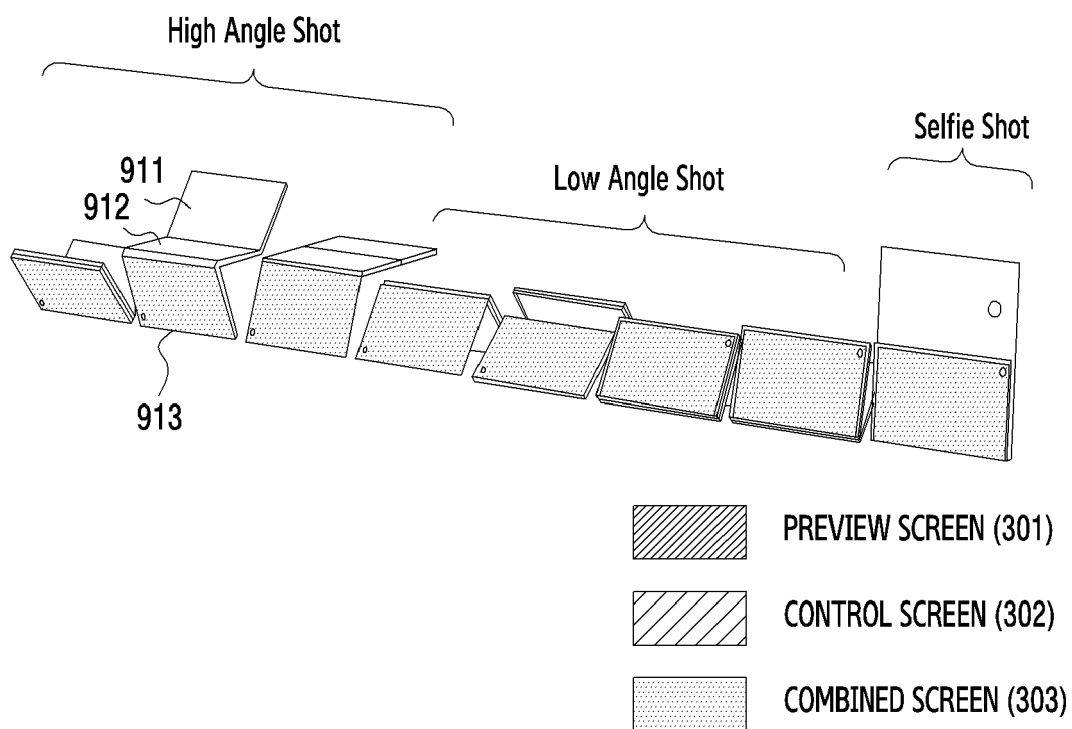 High Angle Shot
Selfie Shot
Low Angle Shot
911
912
913
PREVIEW SCREEN (301)
CONTROL SCREEN (302)
COMBINED SCREEN (303)